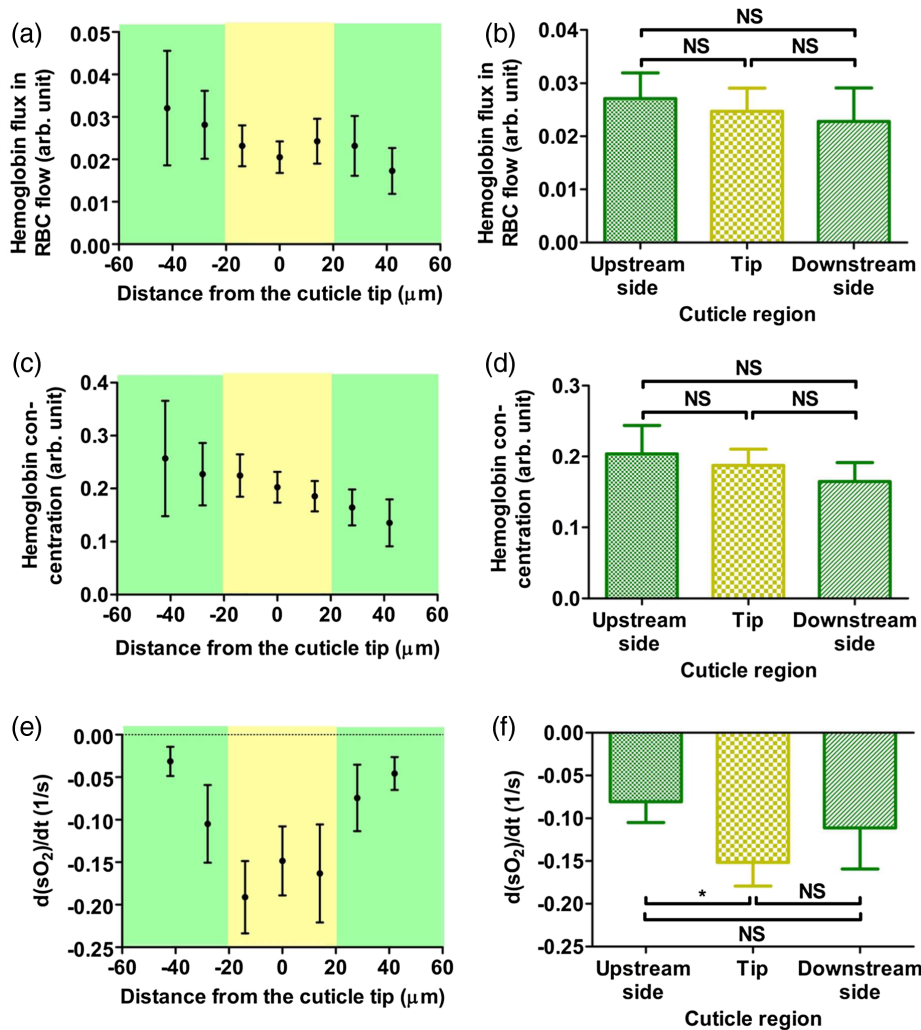 (a)
Hemoglobin flux in
RBC flow (arb. unit)
0.05
0.04
0.03
0.02
0.01
0.00
-60 -40 -20 0 20 40 60
Distance from the cuticle tip (μm)
(b)
Hemoglobin flux in
RBC flow (arb. unit)
0.04
0.03
0.02
0.01
0.00
NS
NS NS
Upstream Tip Downstream
side side
Cuticle region
(c)
Hemoglobin con-
centration (arb. unit)
0.4
0.3
0.2
0.1
0.0
-60 -40 -20 0 20 40 60
Distance from the cuticle tip (μm)
(d)
Hemoglobin con-
centration (arb. unit)
0.3
0.2
0.1
0.0
NS
NS NS
Upstream Tip Downstream
side side
Cuticle region
(e)
d(sO₂)/dt (1/s)
0.00
-0.05
-0.10
-0.15
-0.20
-0.25
-60 -40 -20 0 20 40 60
Distance from the cuticle tip (μm)
(f)
d(sO₂)/dt (1/s)
0.00
-0.05
-0.10
-0.15
-0.20
-0.25
* NS
NS
Upstream Tip Downstream
side side
Cuticle region